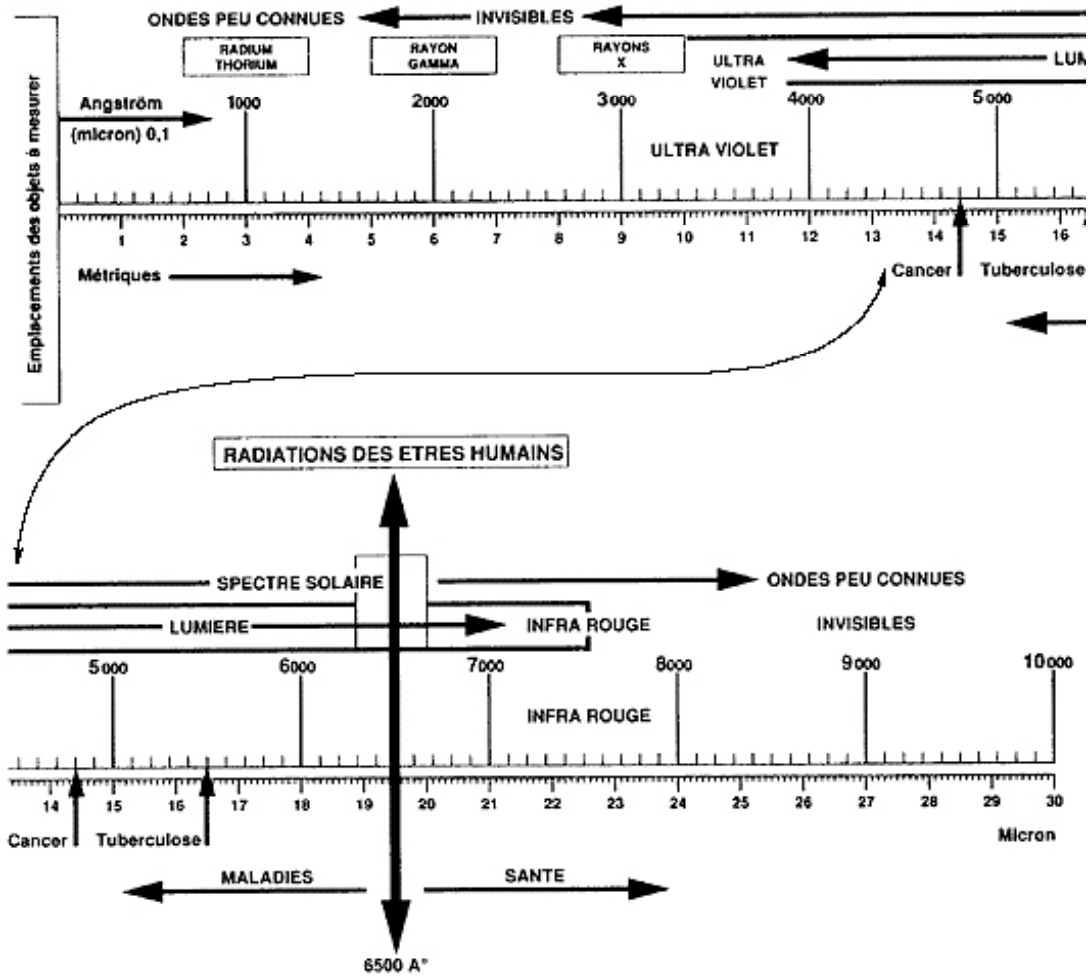 ONDES PEU CONNUES INVISIBLES
RADIUM
THORIUM
RAYON
GAMMA
RAYONS
X
ULTRA
VIOLET
LUM
Emplacements des objets à mesurer
Angström
(micron) 0,1
1000 2000 3000 4000 5000
ULTRA VIOLET
1 2 3 4 5 6 7 8 9 10 11 12 13 14 15 16
Métriques
Cancer Tuberculose
RADIATIONS DES ETRES HUMAINS
SPECTRE SOLAIRE ONDES PEU CONNUES
LUMIERE INFRA ROUGE INVISIBLES
5000 6000 7000 8000 9000 10000
INFRA ROUGE
14 15 16 17 18 19 20 21 22 23 24 25 26 27 28 29 30
Cancer Tuberculose Micron
MALADIES SANTE
6500 A°